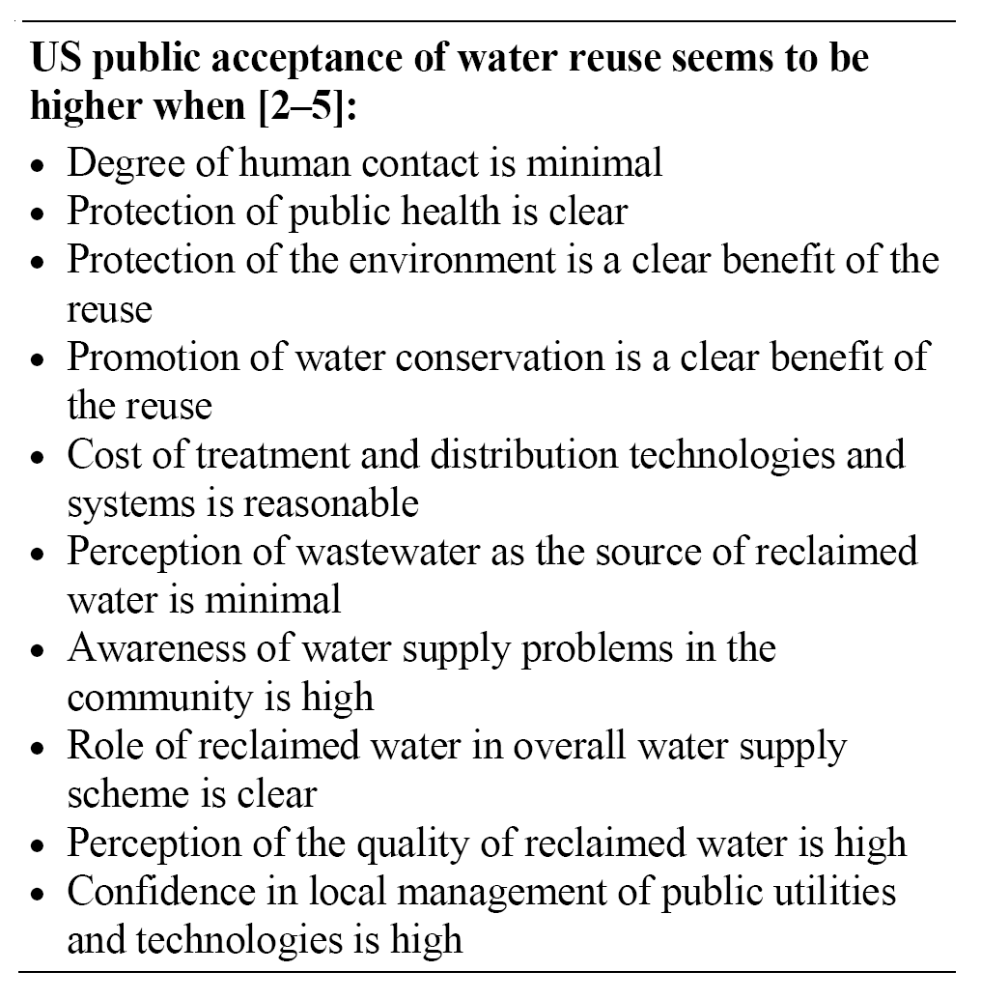 US public acceptance of water reuse seems to be
higher when [2–5]:
• Degree of human contact is minimal
• Protection of public health is clear
• Protection of the environment is a clear benefit of the
reuse
• Promotion of water conservation is a clear benefit of
the reuse
• Cost of treatment and distribution technologies and
systems is reasonable
• Perception of wastewater as the source of reclaimed
water is minimal
• Awareness of water supply problems in the
community is high
• Role of reclaimed water in overall water supply
scheme is clear
• Perception of the quality of reclaimed water is high
• Confidence in local management of public utilities
and technologies is high